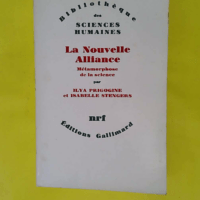 Bibliothèque
des
SCIENCES
HUMAINES
La Nouvelle
Alliance
Métamorphose
de la science
par
ILYA PRIGOGINE
et ISABELLE STENGERS
nrf
Éditions Gallimard